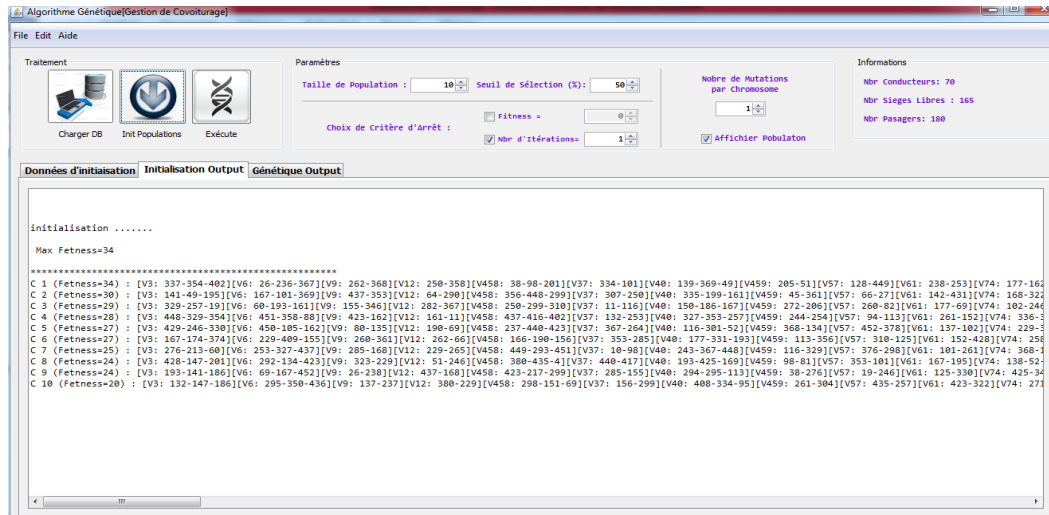 Algorithme Génétique[Gestion de Covoiturage]
File Edit Aide
Traitement
Charger DB
Init Populations
Exécute
Paramètres
Taille de Population : 10
Seuil de Sélection (%): 50
Choix de Critère d'Arrêt :
Fitness = 0
Nbr d'Itérations= 1
Nobre de Mutations
par Chromosome
1
Affichier Pobulaton
Informations
Nbr Conducteurs: 70
Nbr Sieges Libres : 165
Nbr Pasagers: 180
Données d'initiaisation
Initialisation Output
Génétique Output
initialisation .......
Max Fetness=34
*******************************************************
C 1 (Fetness=34) : [V3: 337-354-402][V6: 26-236-367][V9: 262-368][V12: 250-358][V458: 38-98-201][V37: 334-101][V40: 139-369-49][V459: 205-51][V57: 128-449][V61: 238-253][V74: 177-162
C 2 (Fetness=30) : [V3: 141-49-195][V6: 167-101-369][V9: 437-353][V12: 64-290][V458: 356-448-299][V37: 307-250][V40: 335-199-161][V459: 45-361][V57: 66-27][V61: 142-431][V74: 168-322
C 3 (Fetness=29) : [V3: 329-257-19][V6: 60-193-161][V9: 155-346][V12: 282-367][V458: 250-299-310][V37: 11-116][V40: 150-186-167][V459: 272-206][V57: 260-82][V61: 177-69][V74: 102-246
C 4 (Fetness=28) : [V3: 448-329-354][V6: 451-358-88][V9: 423-162][V12: 161-11][V458: 437-416-402][V37: 132-253][V40: 327-353-257][V459: 244-254][V57: 94-113][V61: 261-152][V74: 336-3
C 5 (Fetness=27) : [V3: 429-246-330][V6: 450-105-162][V9: 80-135][V12: 190-69][V458: 237-440-423][V37: 367-264][V40: 116-301-52][V459: 368-134][V57: 452-378][V61: 137-102][V74: 229-3
C 6 (Fetness=27) : [V3: 167-174-374][V6: 229-409-155][V9: 260-361][V12: 262-66][V458: 166-190-156][V37: 353-285][V40: 177-331-193][V459: 113-356][V57: 310-125][V61: 152-428][V74: 258
C 7 (Fetness=25) : [V3: 276-213-60][V6: 253-327-437][V9: 285-168][V12: 229-265][V458: 449-293-451][V37: 10-98][V40: 243-367-448][V459: 116-329][V57: 376-298][V61: 101-261][V74: 368-1
C 8 (Fetness=24) : [V3: 428-147-201][V6: 292-134-423][V9: 323-229][V12: 51-246][V458: 380-435-4][V37: 440-417][V40: 193-425-169][V459: 98-81][V57: 353-101][V61: 167-195][V74: 138-52-
C 9 (Fetness=24) : [V3: 193-141-186][V6: 69-167-452][V9: 26-238][V12: 437-168][V458: 423-217-299][V37: 285-155][V40: 294-295-113][V459: 38-276][V57: 19-246][V61: 125-330][V74: 425-34
C 10 (Fetness=20) : [V3: 132-147-186][V6: 295-350-436][V9: 137-237][V12: 380-229][V458: 298-151-69][V37: 156-299][V40: 408-334-95][V459: 261-304][V57: 435-257][V61: 423-322][V74: 271